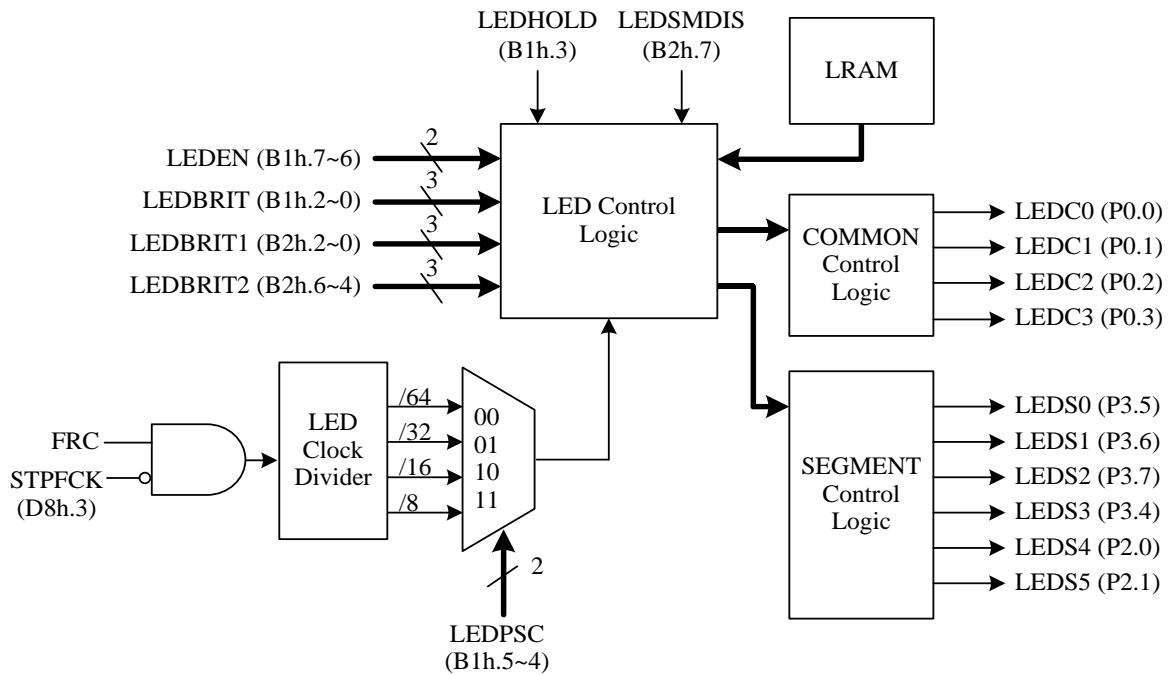 LEDHOLD
(B1h.3)
LEDSMDIS
(B2h.7)
LRAM
LEDEN (B1h.7~6)
2
LEDBRIT (B1h.2~0)
3
LEDBRIT1 (B2h.2~0)
3
LEDBRIT2 (B2h.6~4)
3
LED Control
Logic
COMMON
Control
Logic
LEDC0 (P0.0)
LEDC1 (P0.1)
LEDC2 (P0.2)
LEDC3 (P0.3)
FRC
STPFCK
(D8h.3)
LED
Clock
Divider
/64
/32
/16
/8
00
01
10
11
2
LEDPSC
(B1h.5~4)
SEGMENT
Control
Logic
LEDS0 (P3.5)
LEDS1 (P3.6)
LEDS2 (P3.7)
LEDS3 (P3.4)
LEDS4 (P2.0)
LEDS5 (P2.1)